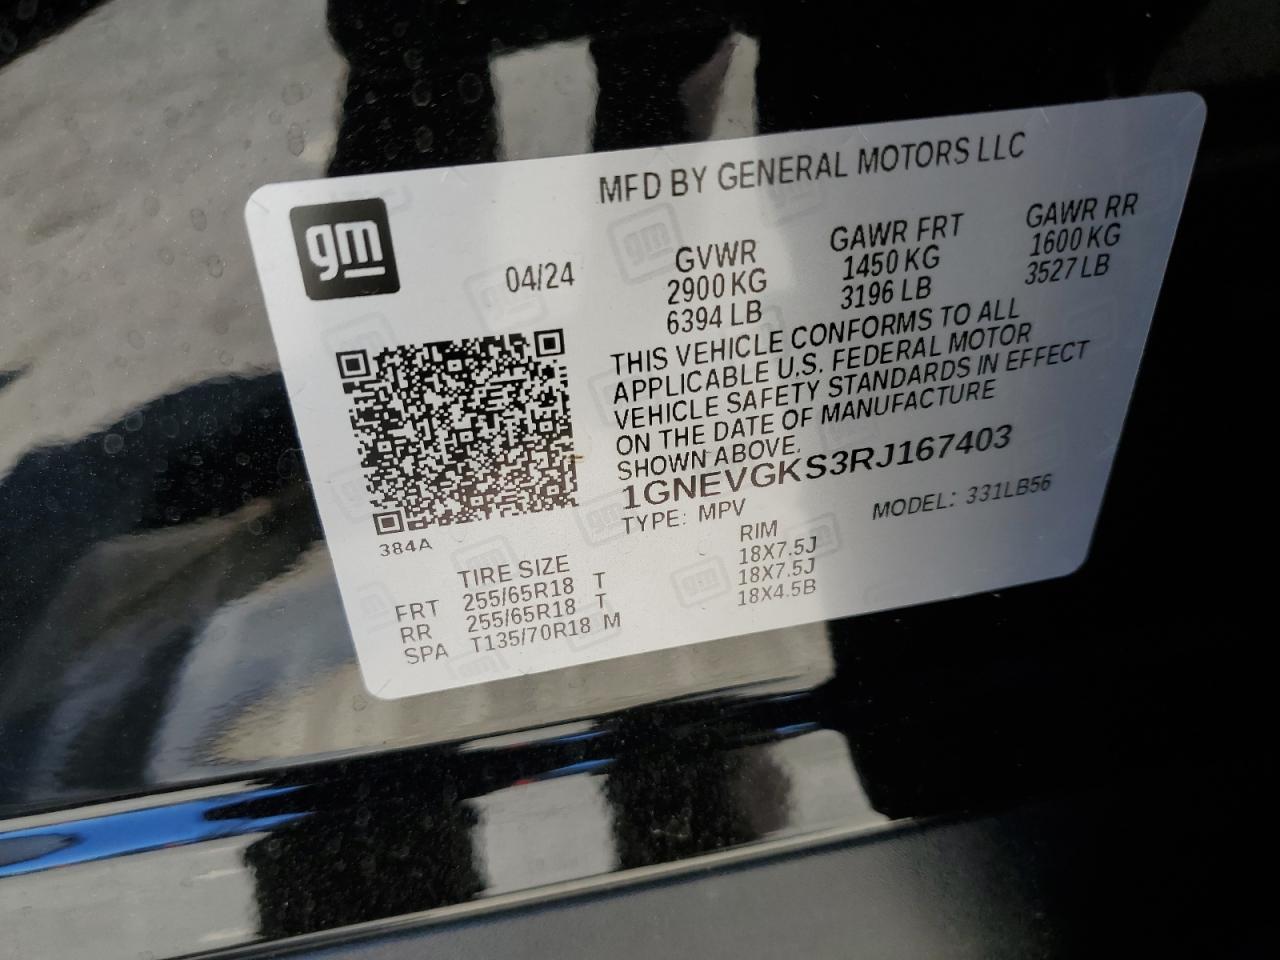 MFD BY GENERAL MOTORS LLC
gm
04/24
GVWR GAWR FRT GAWR RR
2900 KG 1450 KG 1600 KG
6394 LB 3196 LB 3527 LB
THIS VEHICLE CONFORMS TO ALL
APPLICABLE U.S. FEDERAL MOTOR
VEHICLE SAFETY STANDARDS IN EFFECT
ON THE DATE OF MANUFACTURE
SHOWN ABOVE.
1GNEVGKS3RJ167403
TYPE: MPV MODEL: 331LB56
384A
TIRE SIZE RIM
FRT 255/65R18 T 18X7.5J
RR 255/65R18 T 18X7.5J
SPA T135/70R18 M 18X4.5B